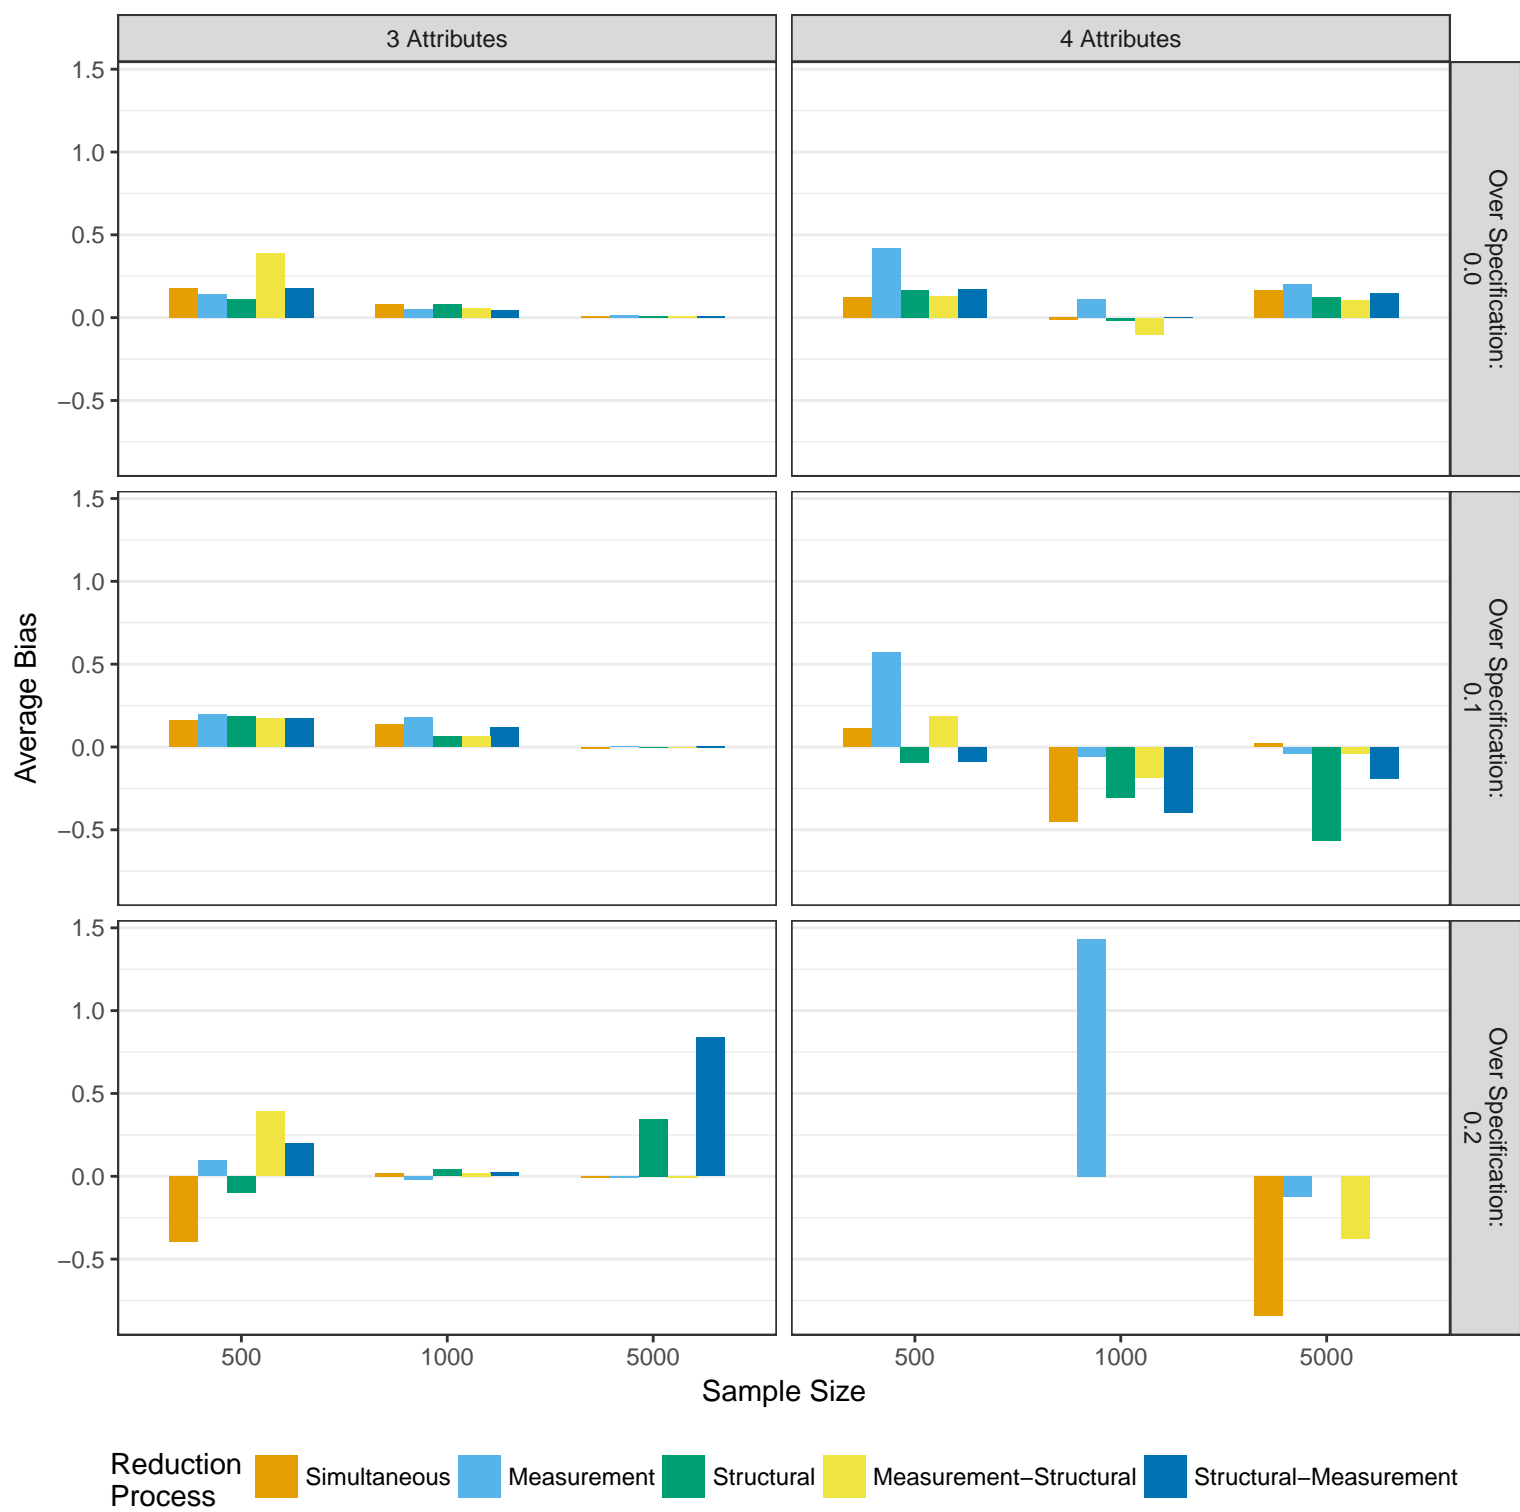 3 Attributes
4 Attributes
1.5
1.0
0.5
0.0
−0.5
Over Specification:
0.0
1.5
1.0
0.5
0.0
−0.5
Over Specification:
0.1
1.5
1.0
0.5
0.0
−0.5
Over Specification:
0.2
Average Bias
500
1000
5000
500
1000
5000
Sample Size
Reduction
Process
Simultaneous
Measurement
Structural
Measurement−Structural
Structural−Measurement